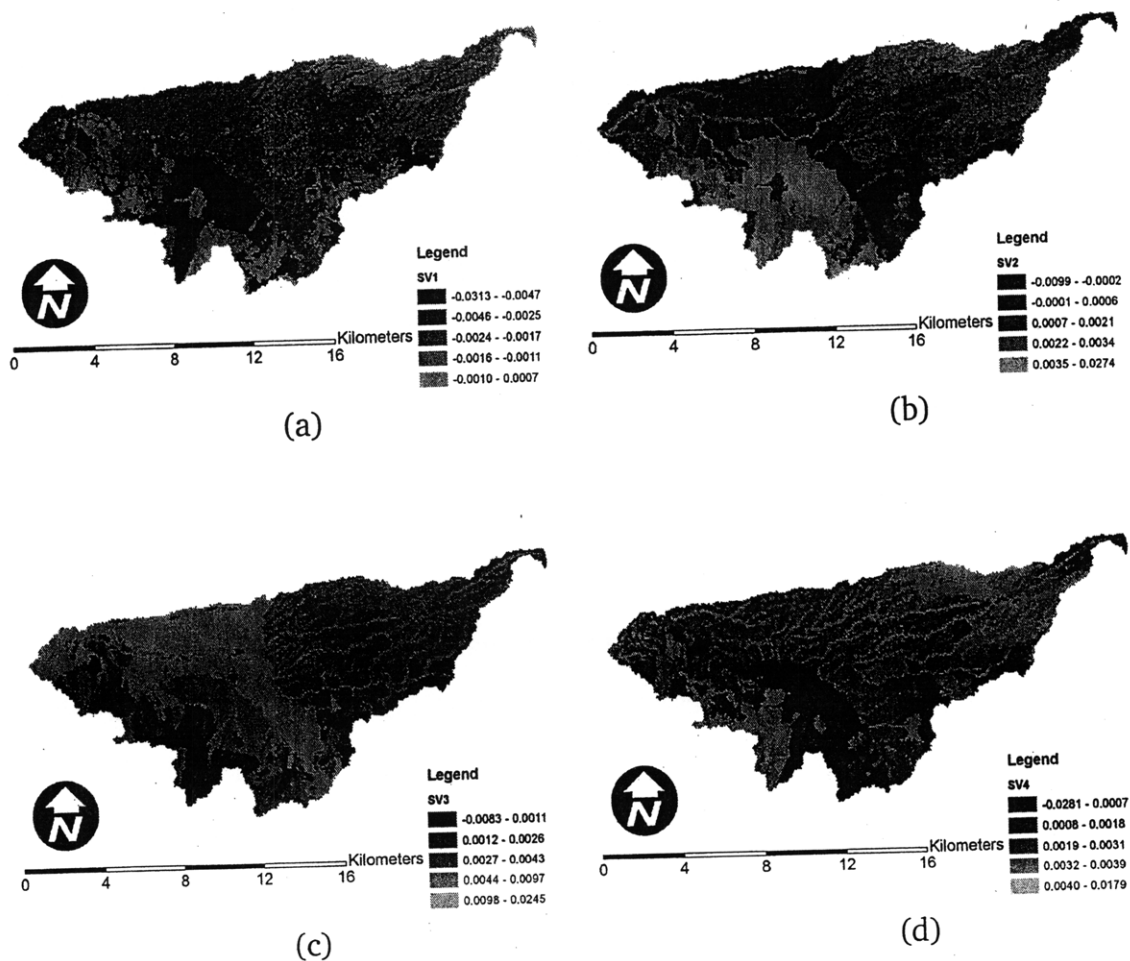 N
Legend
SV1
-0.0313 - -0.0047
-0.0046 - -0.0025
-0.0024 - -0.0017
-0.0016 - -0.0011
-0.0010 - 0.0007
Kilometers
0 4 8 12 16
(a)
N
Legend
SV2
-0.0099 - -0.0002
-0.0001 - 0.0006
0.0007 - 0.0021
0.0022 - 0.0034
0.0035 - 0.0274
Kilometers
0 4 8 12 16
(b)
N
Legend
SV3
-0.0083 - 0.0011
0.0012 - 0.0026
0.0027 - 0.0043
0.0044 - 0.0097
0.0098 - 0.0245
Kilometers
0 4 8 12 16
(c)
N
Legend
SV4
-0.0281 - 0.0007
0.0008 - 0.0018
0.0019 - 0.0031
0.0032 - 0.0039
0.0040 - 0.0179
Kilometers
0 4 8 12 16
(d)